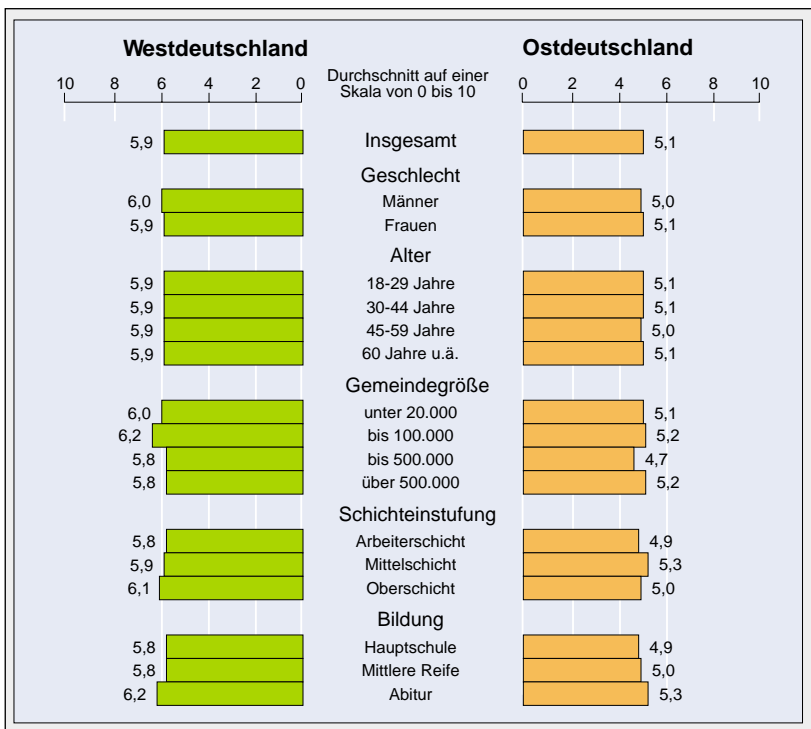 Westdeutschland Ostdeutschland
10 8 6 4 2 0 Durchschnitt auf einer Skala von 0 bis 10 0 2 4 6 8 10
5,9 Insgesamt 5,1
Geschlecht
6,0 Männer 5,0
5,9 Frauen 5,1
Alter
5,9 18-29 Jahre 5,1
5,9 30-44 Jahre 5,1
5,9 45-59 Jahre 5,0
5,9 60 Jahre u.ä. 5,1
Gemeindegröße
6,0 unter 20.000 5,1
6,2 bis 100.000 5,2
5,8 bis 500.000 4,7
5,8 über 500.000 5,2
Schichteinstufung
5,8 Arbeiterschicht 4,9
5,9 Mittelschicht 5,3
6,1 Oberschicht 5,0
Bildung
5,8 Hauptschule 4,9
5,8 Mittlere Reife 5,0
6,2 Abitur 5,3